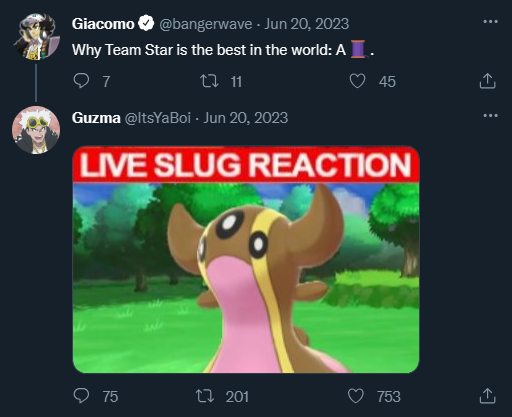 Giacomo @bangerwave · Jun 20, 2023
Why Team Star is the best in the world: A 🧵.
7 11 45
Guzma @ItsYaBoi · Jun 20, 2023
LIVE SLUG REACTION
75 201 753